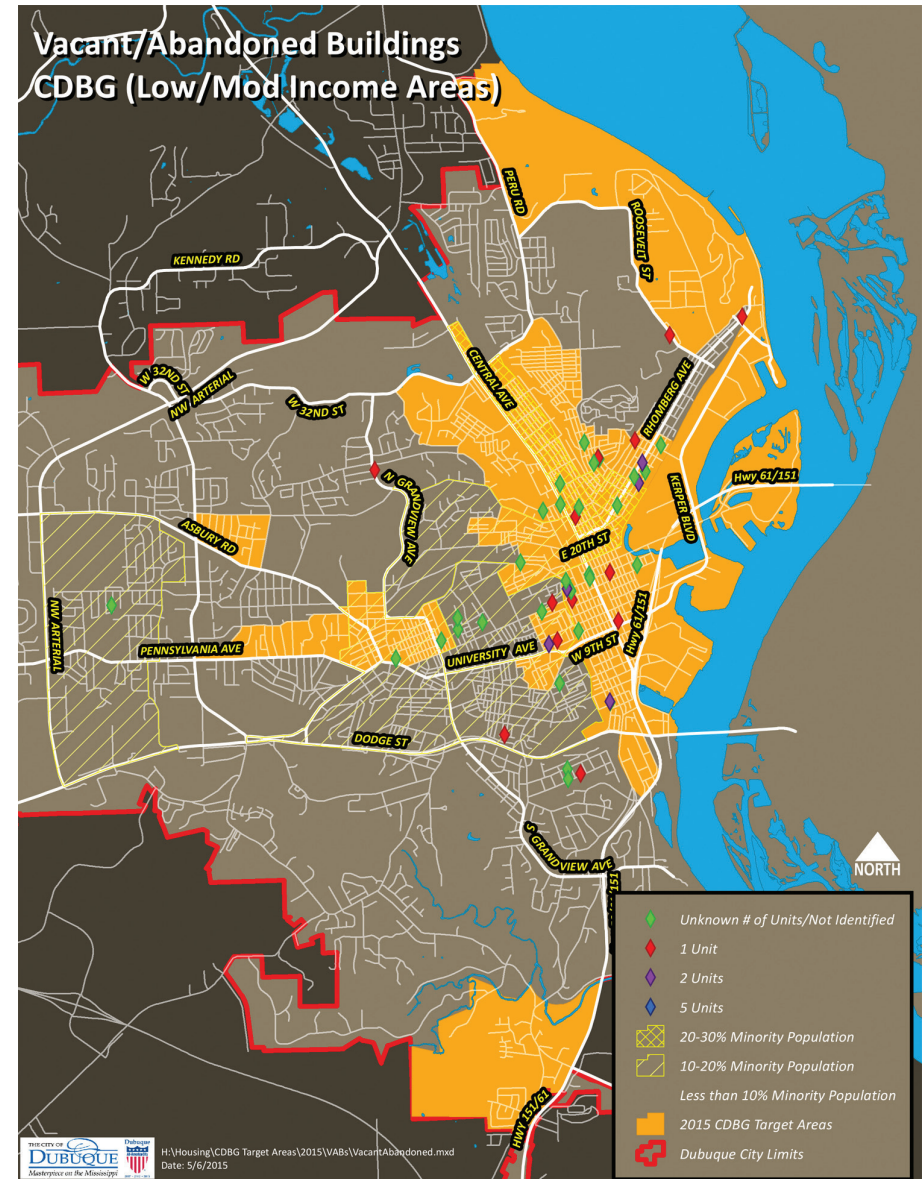 Vacant/Abandoned Buildings
CDBG (Low/Mod Income Areas)
PERU RD
ROOSEVELT ST
KENNEDY RD
W 32ND ST
NW ARTERIAL
W 32ND ST
CENTRAL AVE
RHOMBERG AVE
N GRANDVIEW AVE
KERPER BLVD
Hwy 61/151
ASBURY RD
E 20TH ST
NW ARTERIAL
PENNSYLVANIA AVE
UNIVERSITY AVE
W 9TH ST
Hwy 61/151
DODGE ST
S GRANDVIEW AVE
NORTH
Unknown # of Units/Not Identified
1 Unit
2 Units
5 Units
20-30% Minority Population
10-20% Minority Population
Less than 10% Minority Population
2015 CDBG Target Areas
Dubuque City Limits
HWY 151/61
THE CITY OF
DUBUQUE
Masterpiece on the Mississippi
Dubuque
H:\Housing\CDBG Target Areas\2015\VABs\VacantAbandoned.mxd
Date: 5/6/2015